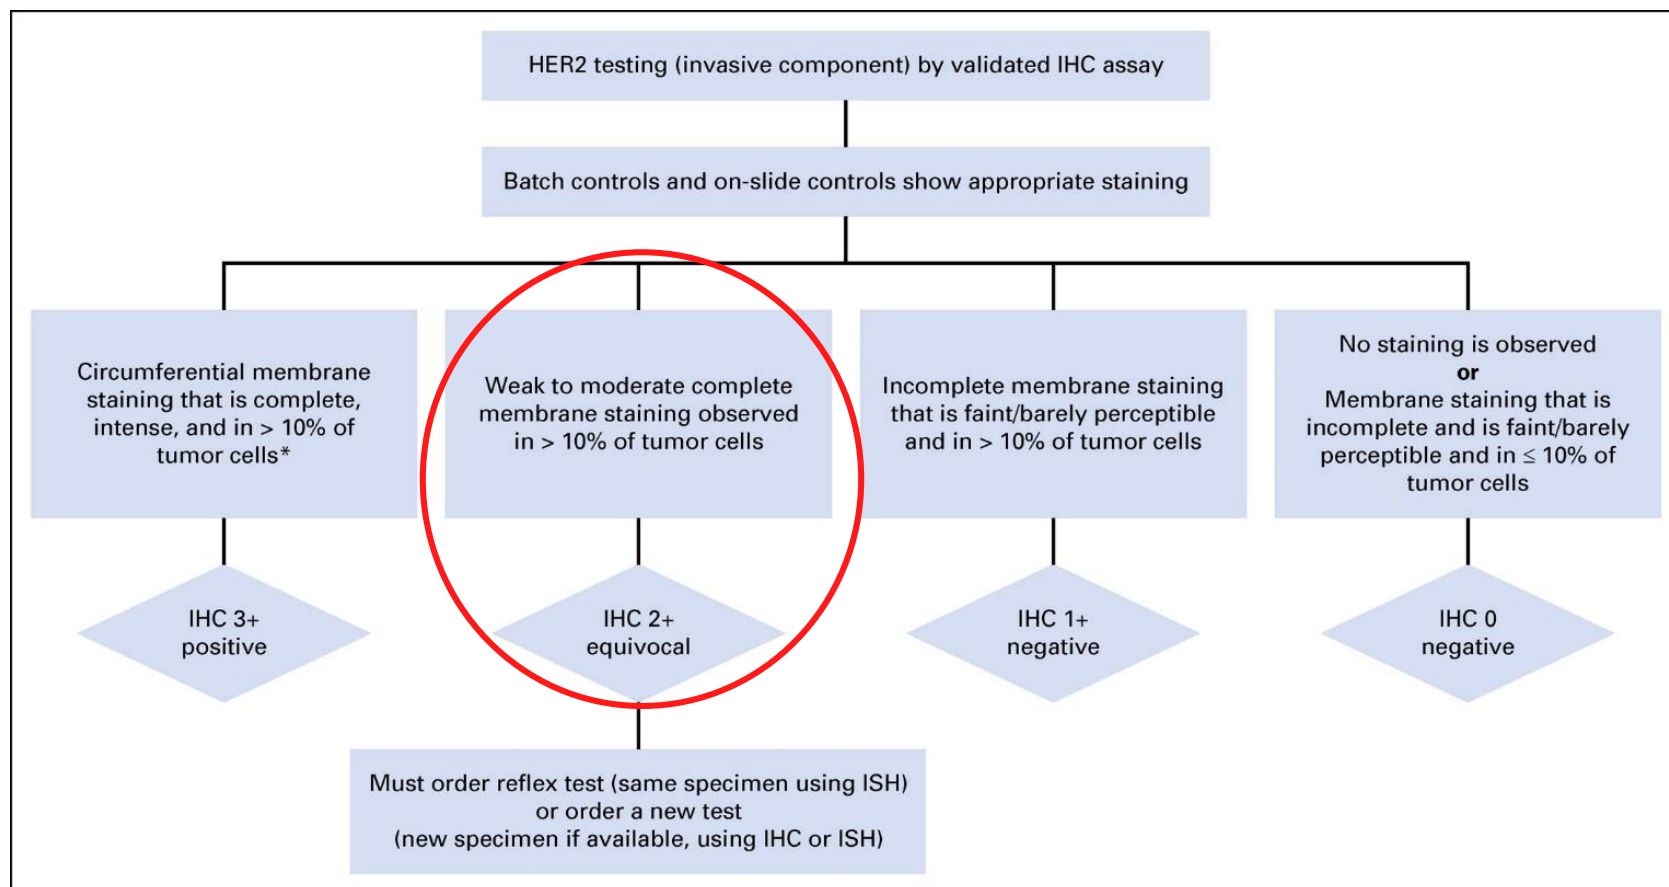 HER2 testing (invasive component) by validated IHC assay
Batch controls and on-slide controls show appropriate staining
Circumferential membrane
staining that is complete,
intense, and in > 10% of
tumor cells*
Weak to moderate complete
membrane staining observed
in > 10% of tumor cells
Incomplete membrane staining
that is faint/barely perceptible
and in > 10% of tumor cells
No staining is observed
or
Membrane staining that is
incomplete and is faint/barely
perceptible and in ≤ 10% of
tumor cells
IHC 3+
positive
IHC 2+
equivocal
IHC 1+
negative
IHC 0
negative
Must order reflex test (same specimen using ISH)
or order a new test
(new specimen if available, using IHC or ISH)